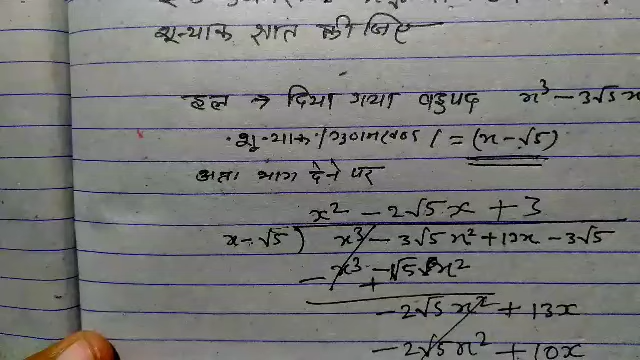 शून्यांक ज्ञात कीजिए
हल → दिया गया बहुपद x³ - 3√5x
शून्यांक / गुणनखण्ड / = (x - √5)
अतः भाग देने पर
x² - 2√5x + 3
x - √5 ) x³ - 3√5x² + 13x - 3√5
- x³ - +√5x²
- 2√5x² + 13x
- 2√5x² + 10x